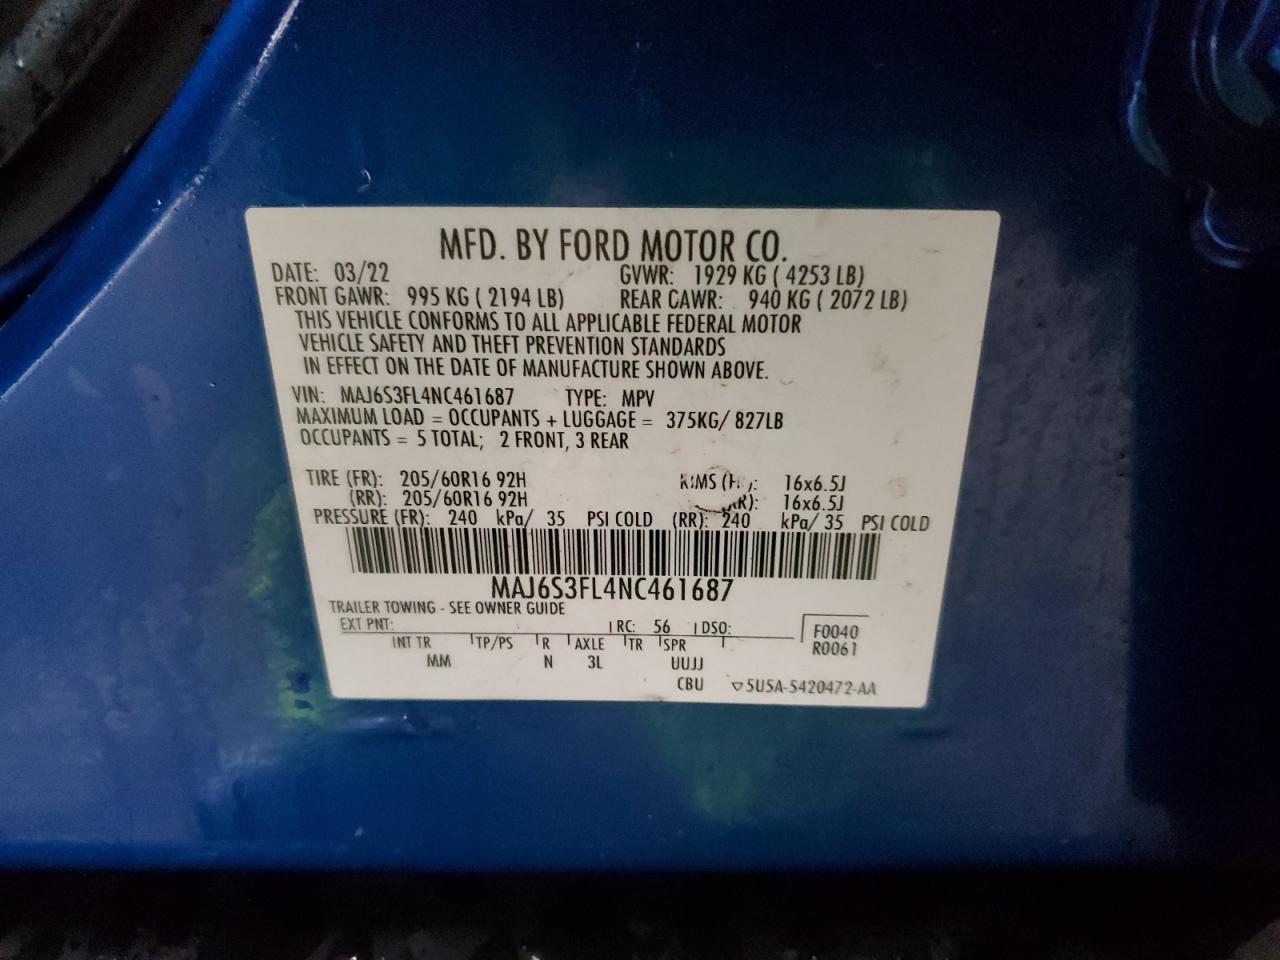 MFD. BY FORD MOTOR CO.
DATE: 03/22 GVWR: 1929 KG ( 4253 LB)
FRONT GAWR: 995 KG ( 2194 LB) REAR GAWR: 940 KG ( 2072 LB)
THIS VEHICLE CONFORMS TO ALL APPLICABLE FEDERAL MOTOR
VEHICLE SAFETY AND THEFT PREVENTION STANDARDS
IN EFFECT ON THE DATE OF MANUFACTURE SHOWN ABOVE.
VIN: MAJ6S3FL4NC461687 TYPE: MPV
MAXIMUM LOAD = OCCUPANTS + LUGGAGE = 375KG/ 827LB
OCCUPANTS = 5 TOTAL; 2 FRONT, 3 REAR
TIRE (FR): 205/60R16 92H RIMS (FR): 16x6.5J
(RR): 205/60R16 92H (RR): 16x6.5J
PRESSURE (FR): 240 kPa/ 35 PSI COLD (RR): 240 kPa/ 35 PSI COLD
MAJ6S3FL4NC461687
TRAILER TOWING - SEE OWNER GUIDE
EXT PNT: RC: 56 DSO: F0040
INT TR TP/PS R AXLE TR SPR R0061
MM N 3L UUJJ
CBU ▽5U5A-5420472-AA